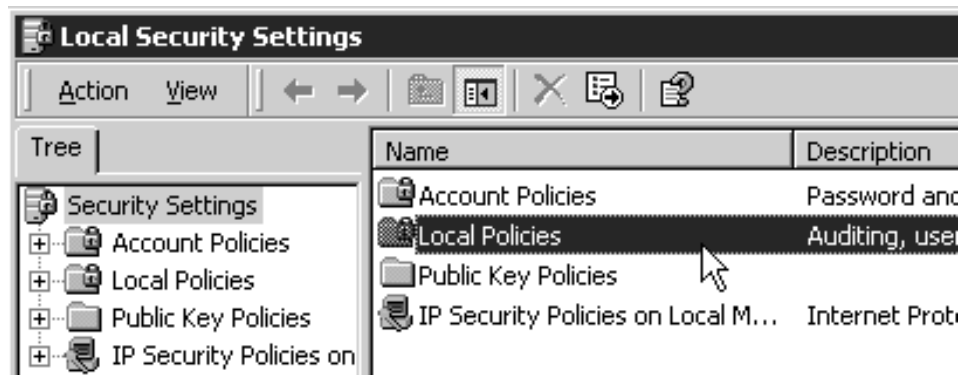 Local Security Settings
Action View
Tree
Name Description
Security Settings
Account Policies
Local Policies
Public Key Policies
IP Security Policies on
Account Policies Password and
Local Policies Auditing, user
Public Key Policies
IP Security Policies on Local M... Internet Proto